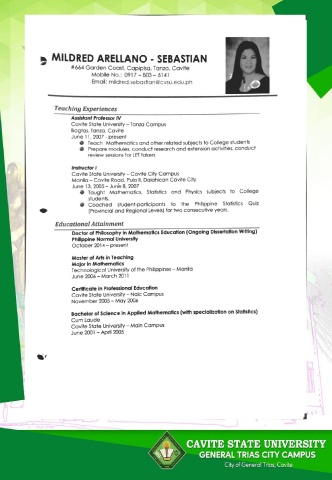 MILDRED ARELLANO - SEBASTIAN
#664 Garden Coast, Capipisa, Tanza, Cavite
Mobile No.: 0917 – 503 – 6141
Email: mildred.sebastian@cvsu.edu.ph
Teaching Experiences
Assistant Professor IV
Cavite State University – Tanza Campus
Bagtas, Tanza, Cavite
June 11, 2007 - present
Teach Mathematics and other related subjects to College students
Prepare modules, conduct research and extension activities, conduct
review sessions for LET takers
Instructor I
Cavite State University – Cavite City Campus
Manila – Cavite Road, Pulo II, Dalahican Cavite City
June 13, 2005 – June 8, 2007
Taught Mathematics, Statistics and Physics subjects to College
students.
Coached student-participants to the Philippine Statistics Quiz
(Provincial and Regional Levels) for two consecutive years.
Educational Attainment
Doctor of Philosophy in Mathematics Education (Ongoing Dissertation Writing)
Philippine Normal University
October 2014 – present
Master of Arts in Teaching
Major in Mathematics
Technological University of the Philippines – Manila
June 2006 – March 2011
Certificate in Professional Education
Cavite State University – Naic Campus
November 2005 – May 2006
Bachelor of Science in Applied Mathematics (with specialization on Statistics)
Cum Laude
Cavite State University – Main Campus
June 2001 – April 2005
CAVITE STATE UNIVERSITY
GENERAL TRIAS CITY CAMPUS
City of General Trias, Cavite